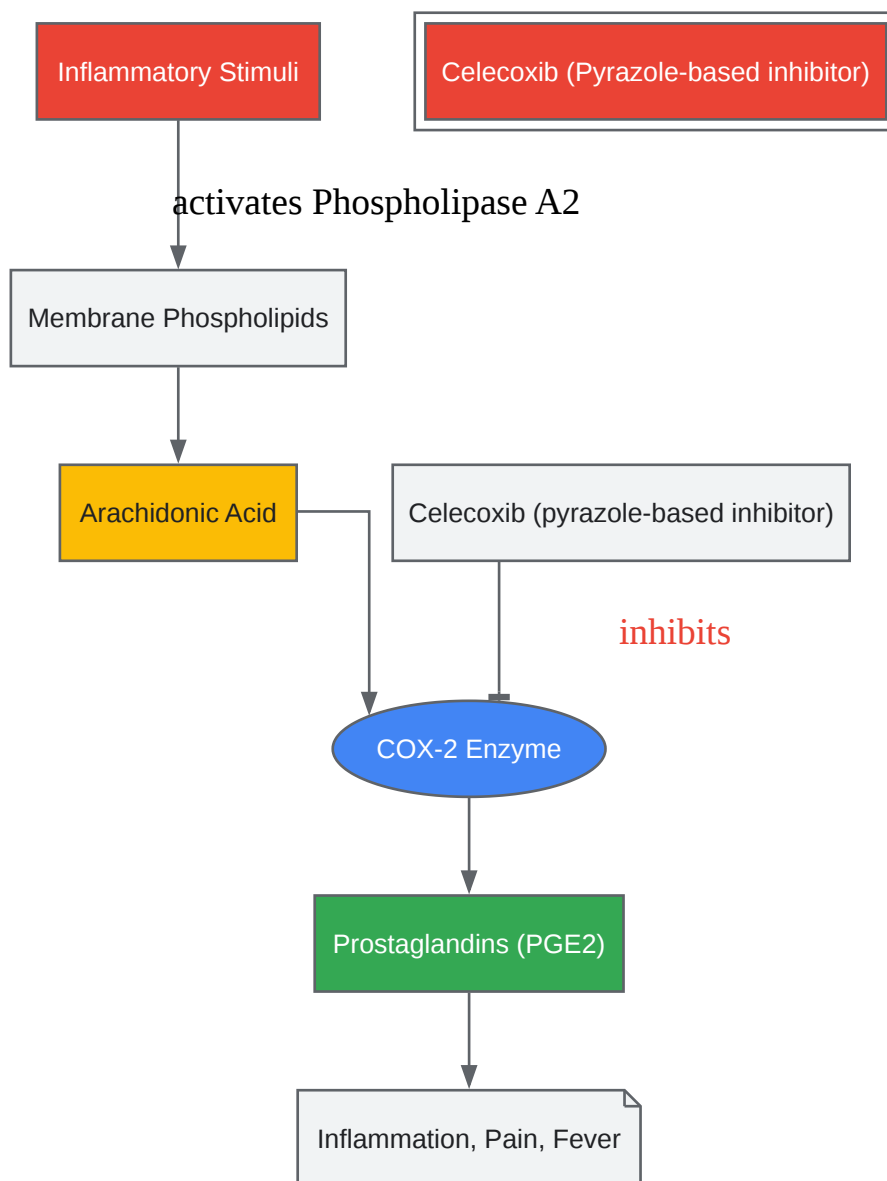 Inflammatory Stimuli
Celecoxib (Pyrazole-based inhibitor)
activates Phospholipase A2
Membrane Phospholipids
Arachidonic Acid
Celecoxib (pyrazole-based inhibitor)
inhibits
COX-2 Enzyme
Prostaglandins (PGE2)
Inflammation, Pain, Fever